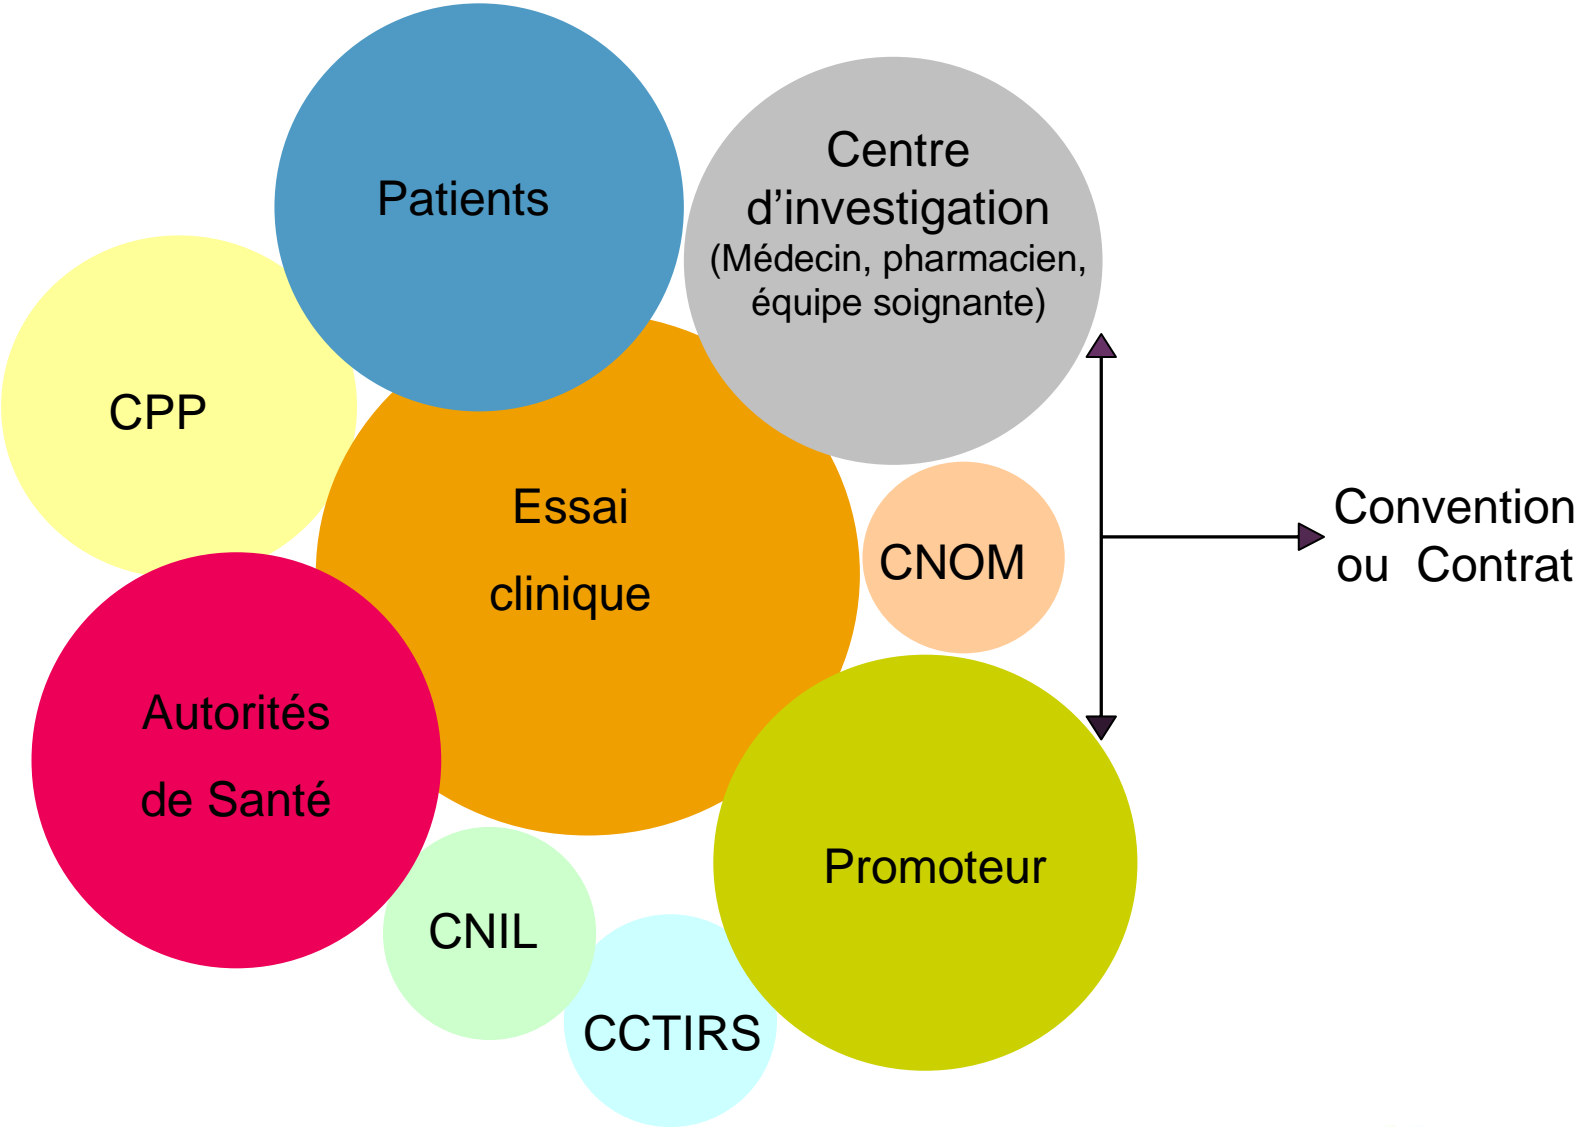 Patients
Centre
d’investigation
(Médecin, pharmacien,
équipe soignante)
CPP
Essai
clinique
CNOM
Convention
ou Contrat
Autorités
de Santé
Promoteur
CNIL
CCTIRS